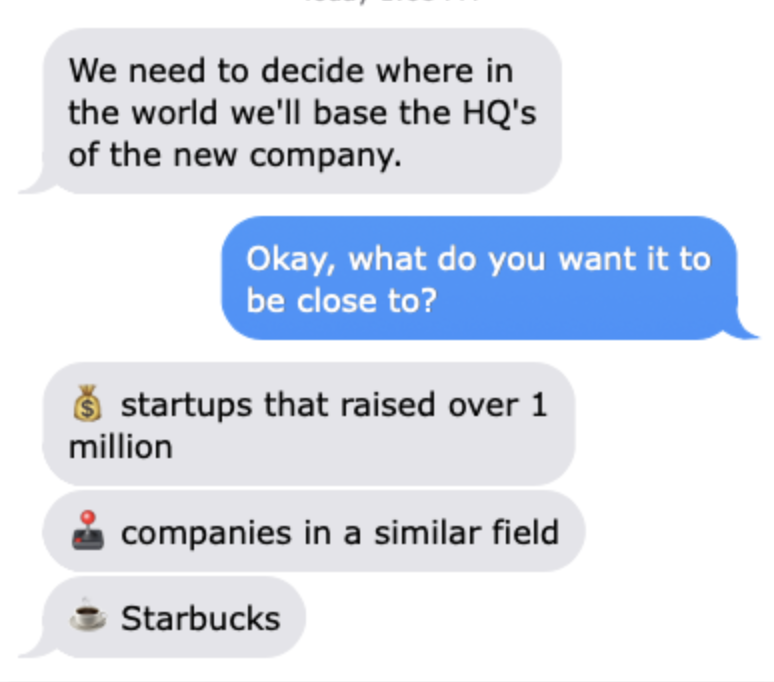 We need to decide where in
the world we'll base the HQ's
of the new company.
Okay, what do you want it to
be close to?
💰 startups that raised over 1
million
🕹️ companies in a similar field
☕ Starbucks